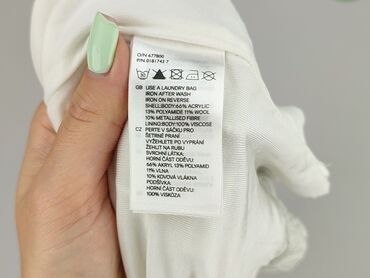 O/N 677800
P/N 0181743 7
GB USE A LAUNDRY BAG
IRON AFTER WASH
IRON ON REVERSE
SHELL/BODY:66% ACRYLIC
13% POLYAMIDE 11% WOOL
10% METALLISED FIBRE
LINING:BODY:100% VISCOSE
CZ PERTE V SÁČKU PRO
ŠETRNÉ PRANÍ
VYŽEHLETE PO VYPRÁNÍ
ŽEHLIT NA RUBU
SVRCHNÍ LÁTKA:
HORNÍ ČÁST ODĚVU:
66% AKRYL 13% POLYAMID
11% VLNA
10% KOVOVÁ VLÁKNA
PODŠÍVKA:
HORNÍ ČÁST ODĚVU:
100% VISKÓZA